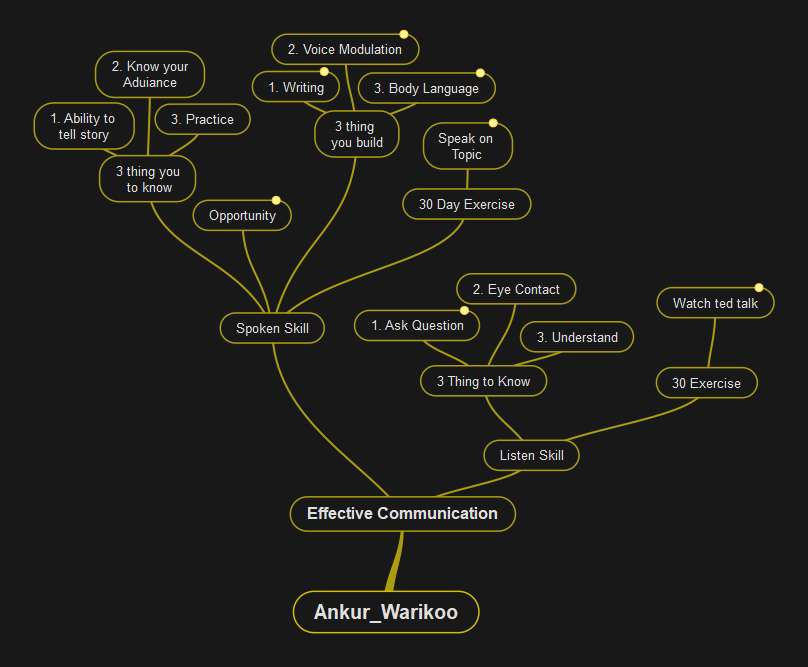 2. Voice Modulation
2. Know your
Aduiance
1. Writing
3. Body Language
1. Ability to
tell story
3. Practice
3 thing
you build
Speak on
Topic
3 thing you
to know
30 Day Exercise
Opportunity
2. Eye Contact
Watch ted talk
Spoken Skill
1. Ask Question
3. Understand
3 Thing to Know
30 Exercise
Listen Skill
Effective Communication
Ankur_Warikoo